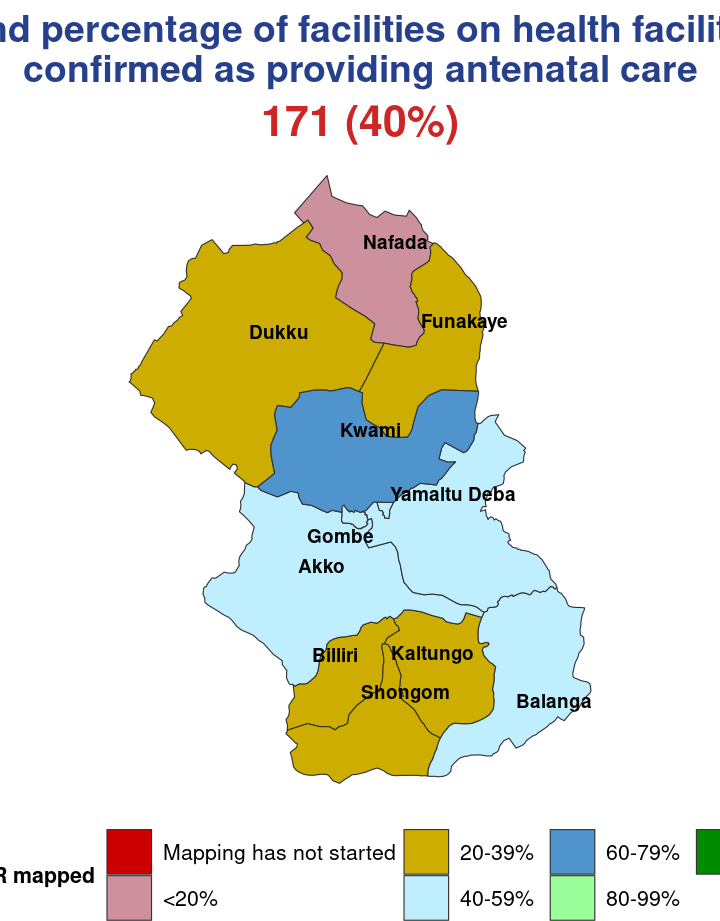 nd percentage of facilities on health facilit
confirmed as providing antenatal care
171 (40%)
Nafada
Funakaye
Dukku
Kwami
Yamaltu Deba
Gombe
Akko
Billiri
Kaltungo
Shongom
Balanga
R mapped
Mapping has not started
20-39%
60-79%
<20%
40-59%
80-99%